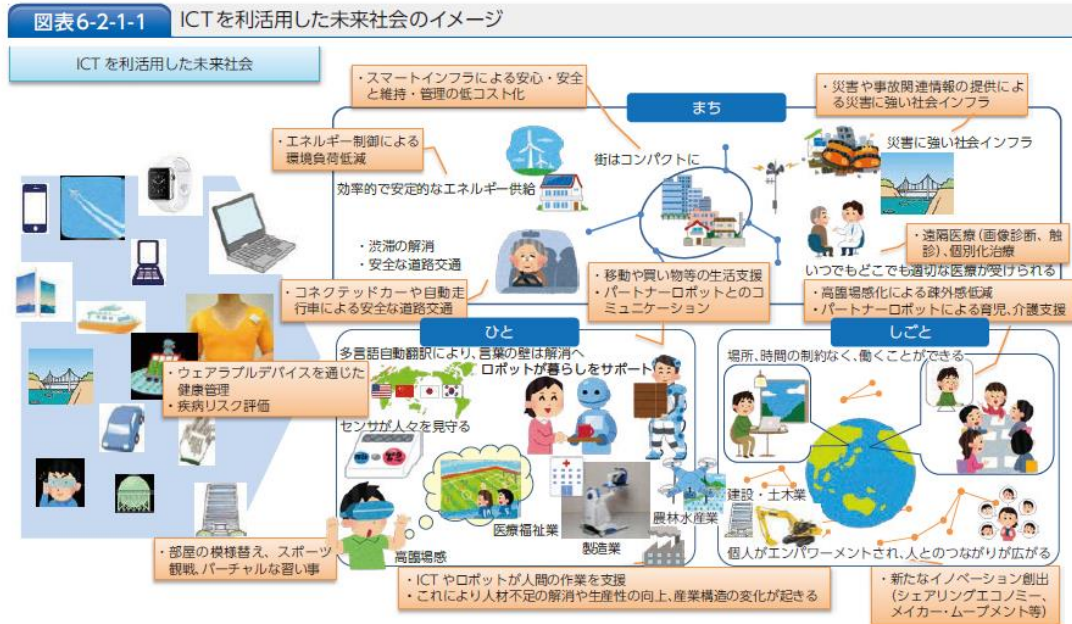 図表6-2-1-1
ICTを利活用した未来社会のイメージ
ICT を利活用した未来社会
・スマートインフラによる安心・安全
と維持・管理の低コスト化
まち
・災害や事故関連情報の提供によ
る災害に強い社会インフラ
・エネルギー制御による
環境負荷低減
街はコンパクトに
災害に強い社会インフラ
効率的で安定的なエネルギー供給
・渋滞の解消
・安全な道路交通
・遠隔医療（画像診断、触
診）、個別化治療
いつでもどこでも適切な医療が受けられる
・コネクテッドカーや自動走
行車による安全な道路交通
・移動や買い物等の生活支援
・パートナーロボットとのコ
ミュニケーション
・高臨場感化による疎外感低減
・パートナーロボットによる育児、介護支援
ひと
多言語自動翻訳により、言葉の壁は解消へ
ロボットが暮らしをサポート
しごと
場所、時間の制約なく、働くことができる
・ウェアラブルデバイスを通じた
健康管理
・疾病リスク評価
センサが人々を見守る
医療福祉業
製造業
農林水産業
建設・土木業
高臨場感
個人がエンパワーメントされ、人とのつながりが広がる
・部屋の模様替え、スポーツ
観戦、バーチャルな習い事
・ICT やロボットが人間の作業を支援
・これにより人材不足の解消や生産性の向上、産業構造の変化が起きる
・新たなイノベーション創出
（シェアリングエコノミー、
メイカー・ムーブメント等）